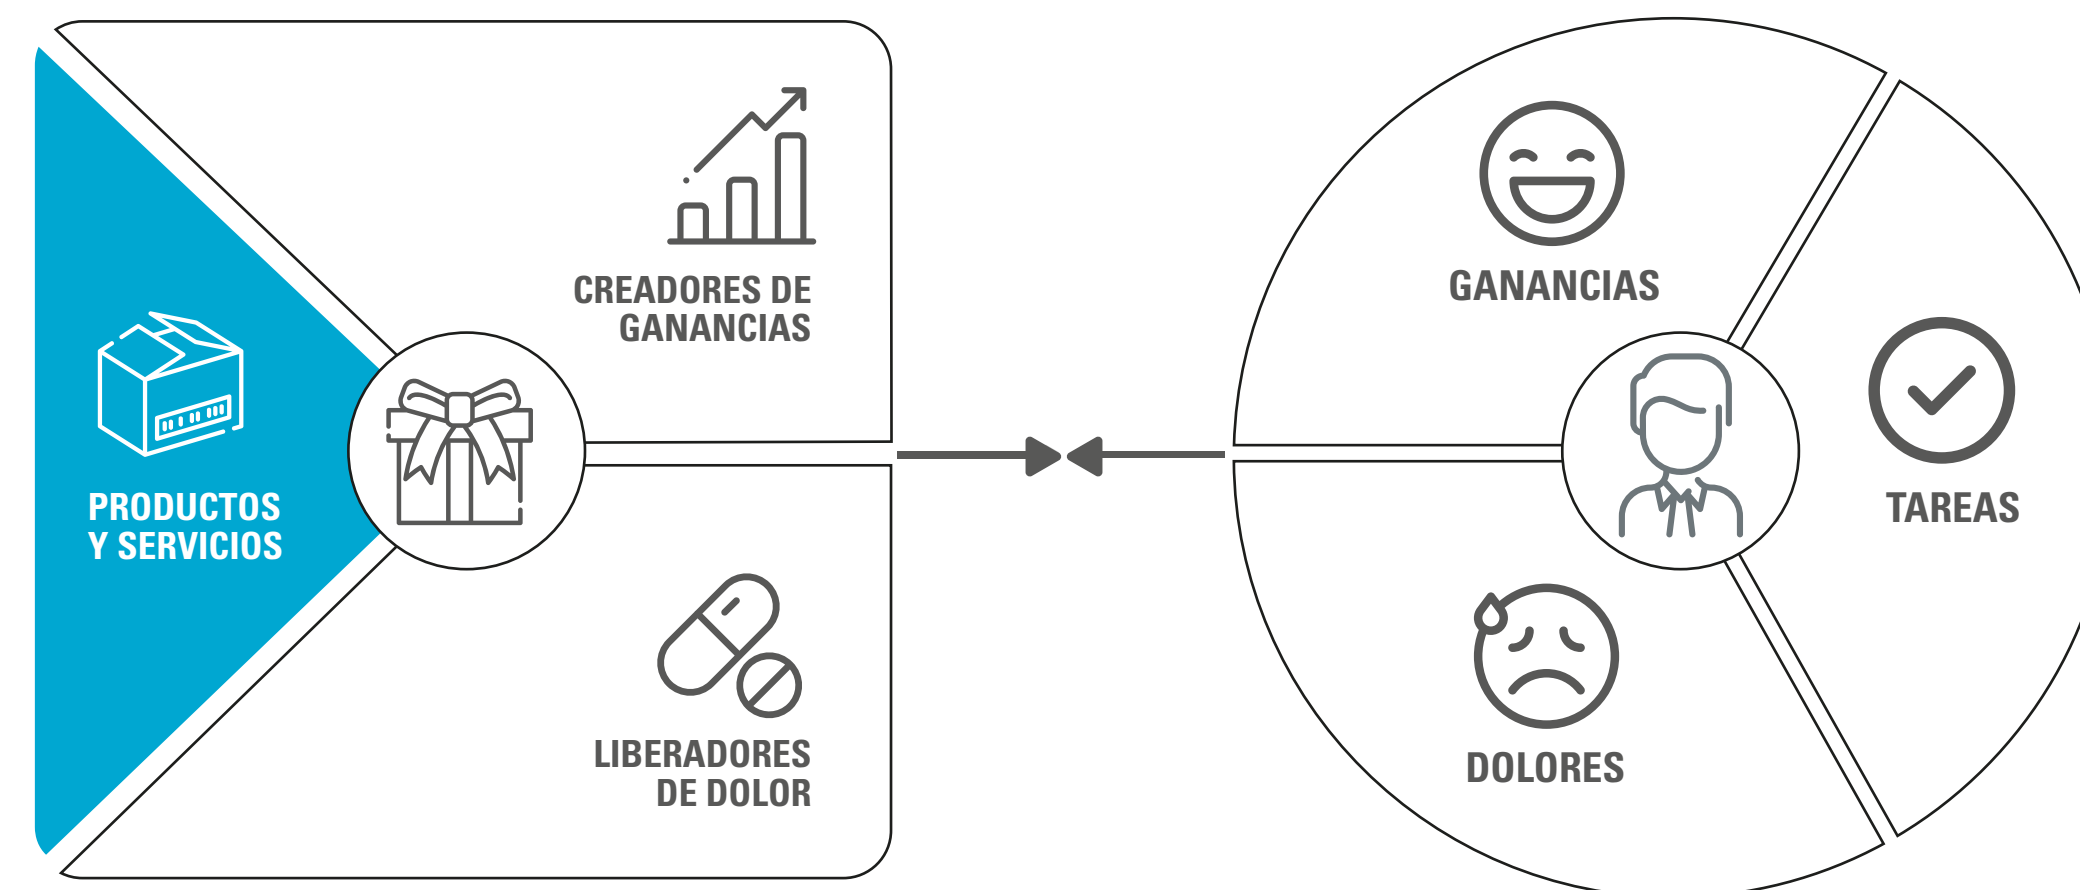 CREADORES DE
GANANCIAS
PRODUCTOS
Y SERVICIOS
LIBERADORES
DE DOLOR
GANANCIAS
TAREAS
DOLORES